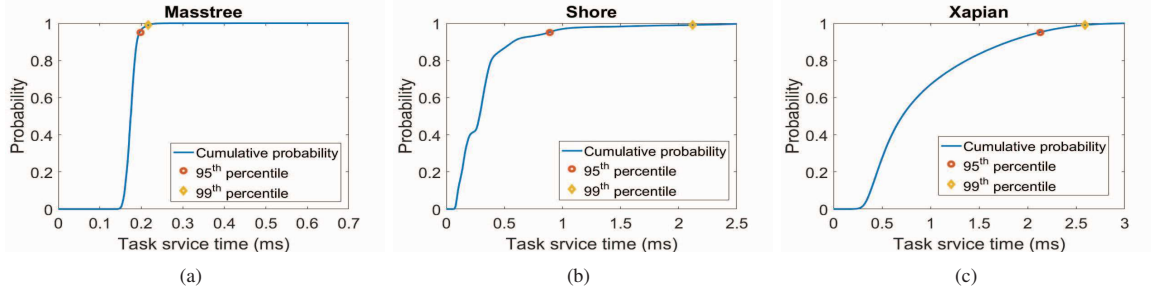 Masstree
Probability
1
0.8
0.6
0.4
0.2
0
0 0.1 0.2 0.3 0.4 0.5 0.6 0.7
Task srvice time (ms)
Cumulative probability
95th percentile
99th percentile
(a)
Shore
Probability
1
0.8
0.6
0.4
0.2
0
0 0.5 1 1.5 2 2.5
Task srvice time (ms)
Cumulative probability
95th percentile
99th percentile
(b)
Xapian
Probability
1
0.8
0.6
0.4
0.2
0
0 0.5 1 1.5 2 2.5 3
Task srvice time (ms)
Cumulative probability
95th percentile
99th percentile
(c)